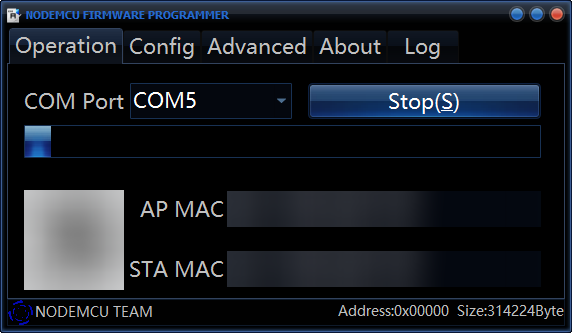 NODEMCU FIRMWARE PROGRAMMER
Operation Config Advanced About Log
COM Port COM5 Stop(S)
AP MAC
STA MAC
NODEMCU TEAM Address:0x00000 Size:314224Byte